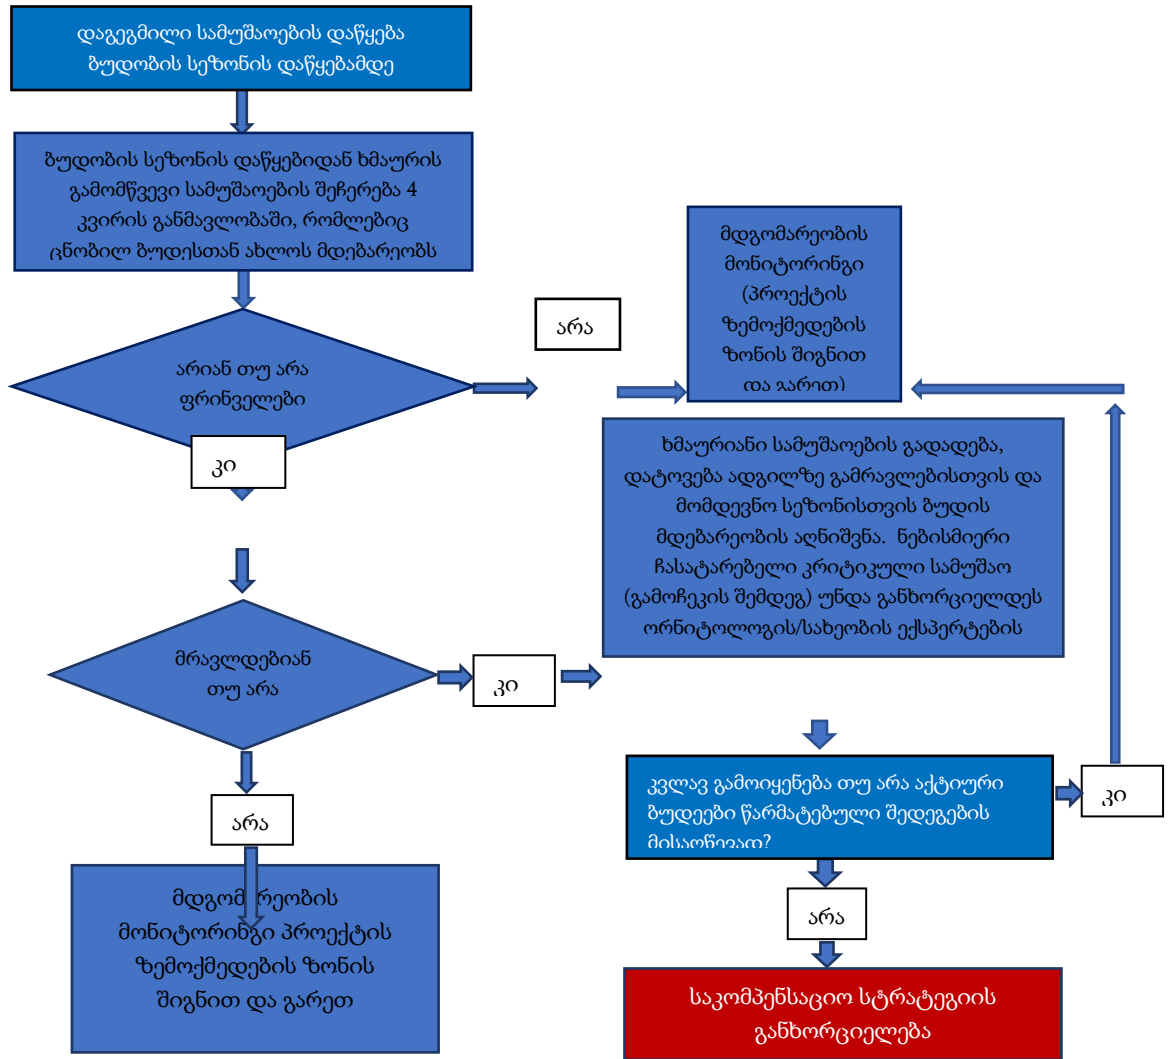 დაგეგმილი სამუშაოების დაწყება
ბუდობის სეზონის დაწყებამდე
ბუდობის სეზონის დაწყებიდან ხმაურის
გამომწვევი სამუშაოების შეჩერება 4
კვირის განმავლობაში, რომლებიც
ცნობილ ბუდესთან ახლოს მდებარეობს
არიან თუ არა
ფრინველები
არა
მდგომარეობის
მონიტორინგი
(პროექტის
ზემოქმედების
ზონის შიგნით
და გარეთ)
კი
ხმაურიანი სამუშაოების გადადება,
დატოვება ადგილზე გამრავლებისთვის და
მომდევნო სეზონისთვის ბუდის
მდებარეობის აღნიშვნა. ნებისმიერი
ჩასატარებელი კრიტიკული სამუშაო
(გამოჩეკის შემდეგ) უნდა განხორციელდეს
ორნიტოლოგის/სახეობის ექსპერტების
მრავლდებიან
თუ არა
კი
არა
მდგომარეობის
მონიტორინგი პროექტის
ზემოქმედების ზონის
შიგნით და გარეთ
კვლავ გამოიყენება თუ არა აქტიური
ბუდეები წარმატებული შედეგების
მისაღწევად?
კი
არა
საკომპენსაციო სტრატეგიის
განხორციელება